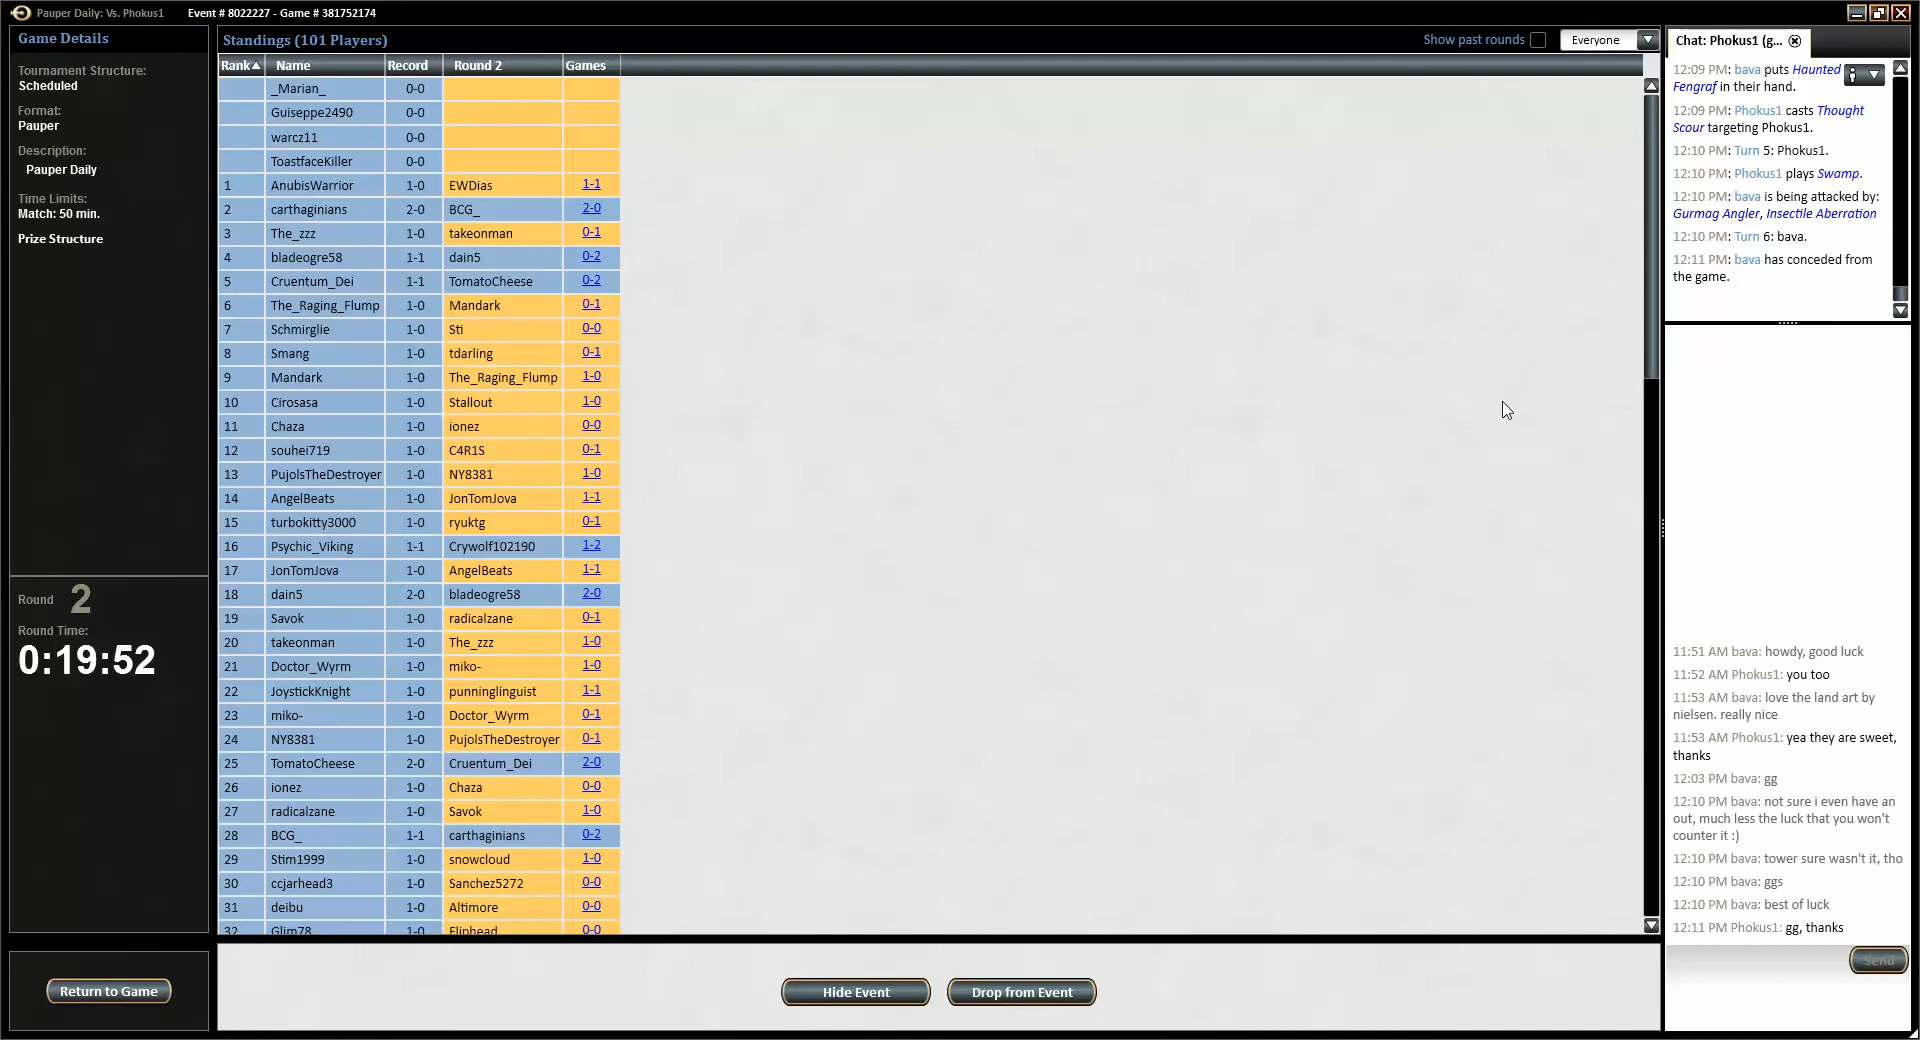 Pauper Daily: Vs. Phokus1 Event # 8022227 - Game # 381752174
Game Details
Tournament Structure:
Scheduled
Format:
Pauper
Description:
Pauper Daily
Time Limits:
Match: 50 min.
Prize Structure
Round 2
Round Time:
0:19:52
Return to Game
Standings (101 Players) Show past rounds Everyone
Rank Name Record Round 2 Games
_Marian_ 0-0
Guiseppe2490 0-0
warcz11 0-0
ToastfaceKiller 0-0
1 AnubisWarrior 1-0 EWDias 1-1
2 carthaginians 2-0 BCG_ 2-0
3 The_zzz 1-0 takeonman 0-1
4 bladeogre58 1-1 dain5 0-2
5 Cruentum_Dei 1-1 TomatoCheese 0-2
6 The_Raging_Flump 1-0 Mandark 0-1
7 Schmirglie 1-0 Sti 0-0
8 Smang 1-0 tdarling 0-1
9 Mandark 1-0 The_Raging_Flump 1-0
10 Cirosasa 1-0 Stallout 1-0
11 Chaza 1-0 ionez 0-0
12 souhei719 1-0 C4R1S 0-1
13 PujolsTheDestroyer 1-0 NY8381 1-0
14 AngelBeats 1-0 JonTomJova 1-1
15 turbokitty3000 1-0 ryuktg 0-1
16 Psychic_Viking 1-1 Crywolf102190 1-2
17 JonTomJova 1-0 AngelBeats 1-1
18 dain5 2-0 bladeogre58 2-0
19 Savok 1-0 radicalzane 0-1
20 takeonman 1-0 The_zzz 1-0
21 Doctor_Wyrm 1-0 miko- 1-0
22 JoystickKnight 1-0 punninglinguist 1-1
23 miko- 1-0 Doctor_Wyrm 0-1
24 NY8381 1-0 PujolsTheDestroyer 0-1
25 TomatoCheese 2-0 Cruentum_Dei 2-0
26 ionez 1-0 Chaza 0-0
27 radicalzane 1-0 Savok 1-0
28 BCG_ 1-1 carthaginians 0-2
29 Stim1999 1-0 snowcloud 1-0
30 ccjarhead3 1-0 Sanchez5272 0-0
31 deibu 1-0 Altimore 0-0
32 Glim78 1-0 Fliphead 0-0
Hide Event Drop from Event
Chat: Phokus1 (g...
12:09 PM: bava puts Haunted
Fengraf in their hand.
12:09 PM: Phokus1 casts Thought
Scour targeting Phokus1.
12:10 PM: Turn 5: Phokus1.
12:10 PM: Phokus1 plays Swamp.
12:10 PM: bava is being attacked by:
Gurmag Angler, Insectile Aberration
12:10 PM: Turn 6: bava.
12:11 PM: bava has conceded from
the game.
11:51 AM bava: howdy, good luck
11:52 AM Phokus1: you too
11:53 AM bava: love the land art by
nielsen. really nice
11:53 AM Phokus1: yea they are sweet,
thanks
12:03 PM bava: gg
12:10 PM bava: not sure i even have an
out, much less the luck that you won't
counter it :)
12:10 PM bava: tower sure wasn't it, tho
12:10 PM bava: ggs
12:10 PM bava: best of luck
12:11 PM Phokus1: gg, thanks
Send